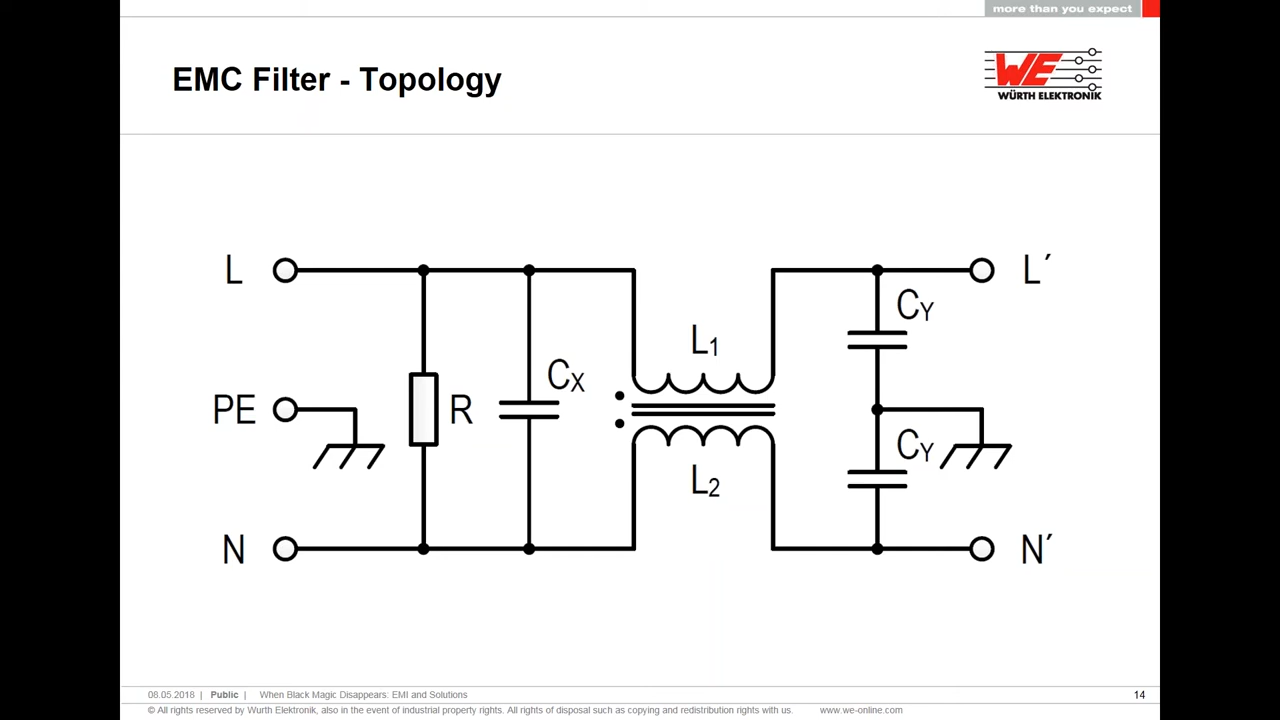 more than you expect
EMC Filter - Topology
WE
WÜRTH ELEKTRONIK
L
L´
CY
L1
CX
PE
R
CY
L2
N
N´
08.05.2018 | Public | When Black Magic Disappears: EMI and Solutions
14
© All rights reserved by Wurth Elektronik, also in the event of industrial property rights. All rights of disposal such as copying and redistribution rights with us. www.we-online.com